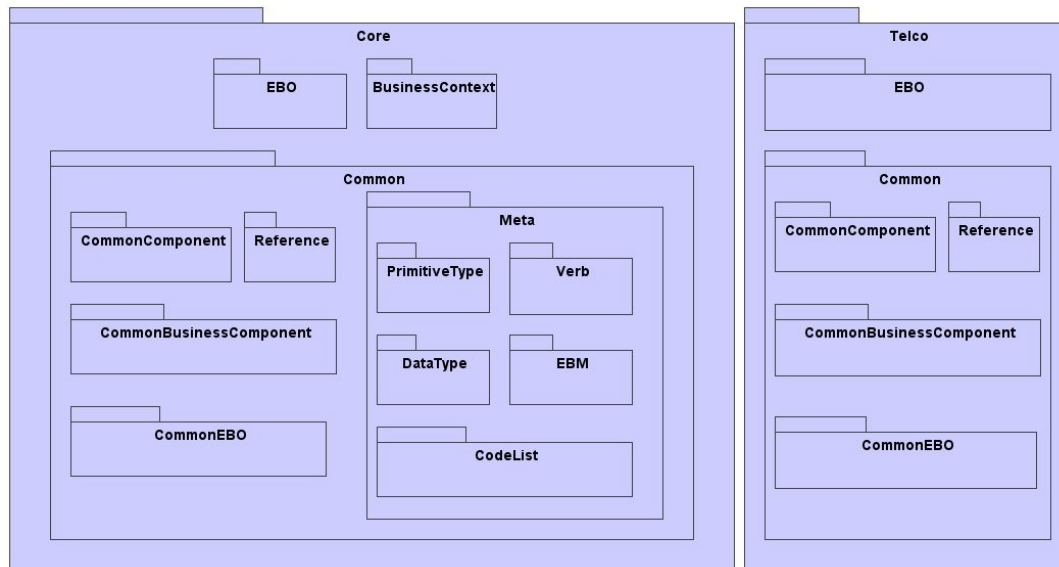 Core
EBO
BusinessContext
Common
CommonComponent
Reference
CommonBusinessComponent
CommonEBO
Meta
PrimitiveType
Verb
DataType
EBM
CodeList
Telco
EBO
Common
CommonComponent
Reference
CommonBusinessComponent
CommonEBO